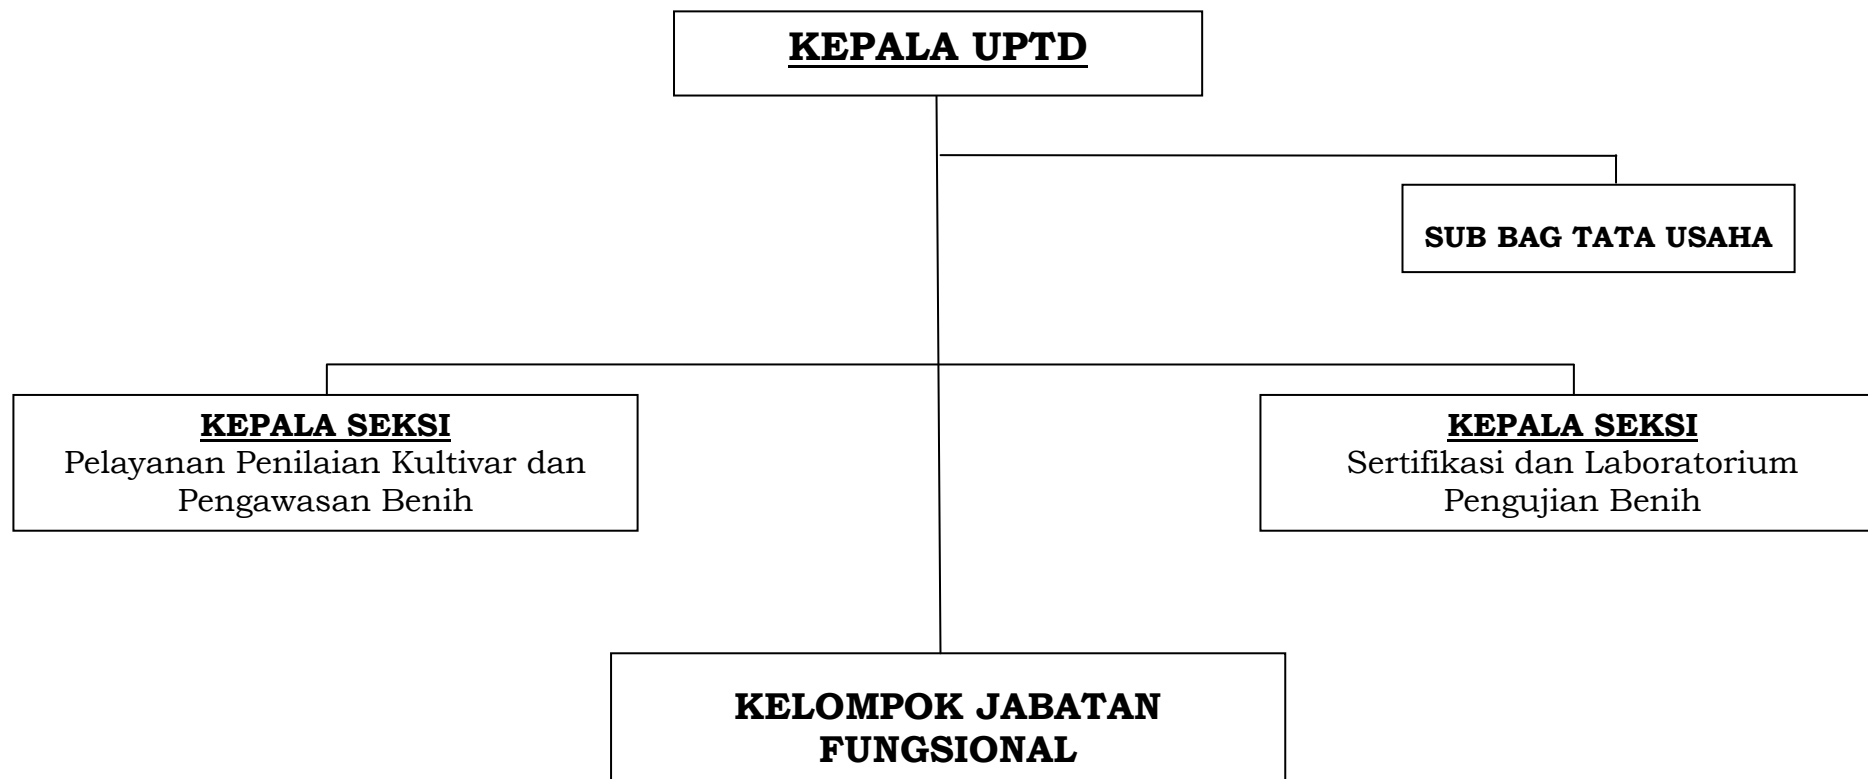 KEPALA UPTD
SUB BAG TATA USAHA
KEPALA SEKSI
Pelayanan Penilaian Kultivar dan
Pengawasan Benih
KEPALA SEKSI
Sertifikasi dan Laboratorium
Pengujian Benih
KELOMPOK JABATAN
FUNGSIONAL